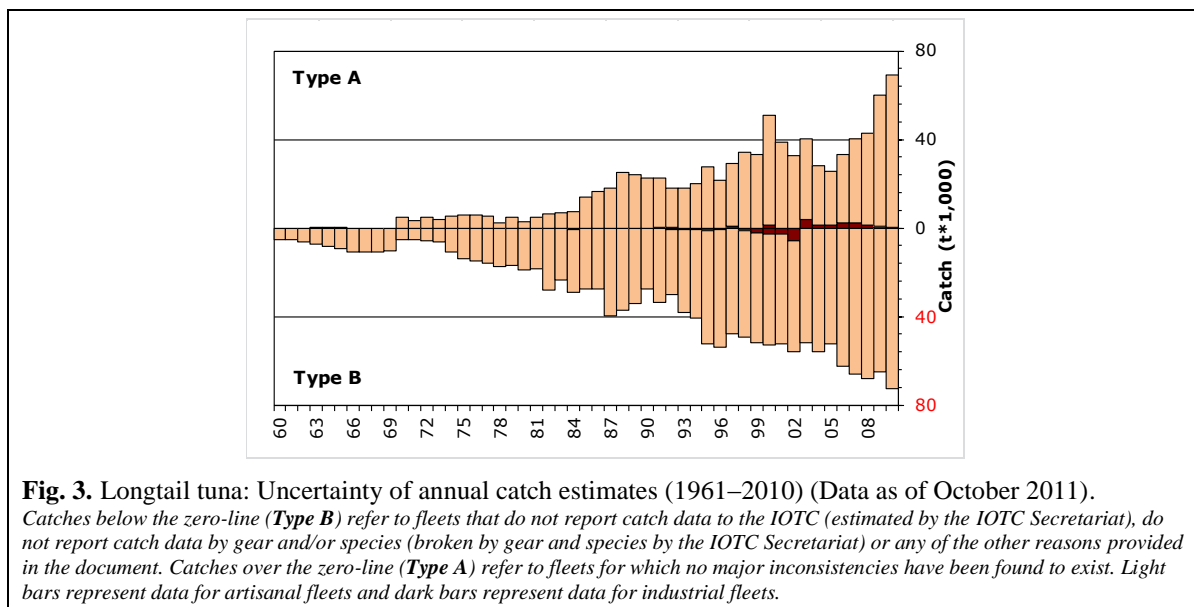 80
Type A
40
0
Catch (t*1,000)
40
Type B
80
60 63 66 69 72 75 78 81 84 87 90 93 96 99 02 05 08
Fig. 3. Longtail tuna: Uncertainty of annual catch estimates (1961–2010) (Data as of October 2011).
Catches below the zero-line (Type B) refer to fleets that do not report catch data to the IOTC (estimated by the IOTC Secretariat), do
not report catch data by gear and/or species (broken by gear and species by the IOTC Secretariat) or any of the other reasons provided
in the document. Catches over the zero-line (Type A) refer to fleets for which no major inconsistencies have been found to exist. Light
bars represent data for artisanal fleets and dark bars represent data for industrial fleets.